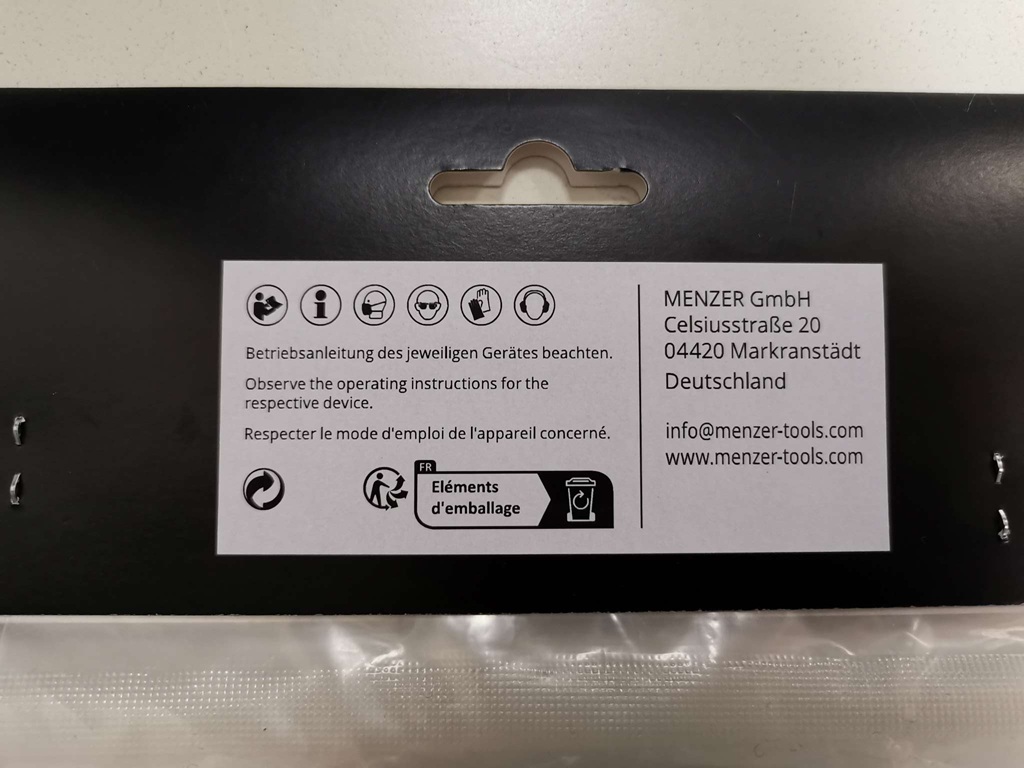 Betriebsanleitung des jeweiligen Gerätes beachten.
Observe the operating instructions for the
respective device.
Respecter le mode d'emploi de l'appareil concerné.
FR
Eléments
d'emballage
MENZER GmbH
Celsiusstraße 20
04420 Markranstädt
Deutschland
info@menzer-tools.com
www.menzer-tools.com